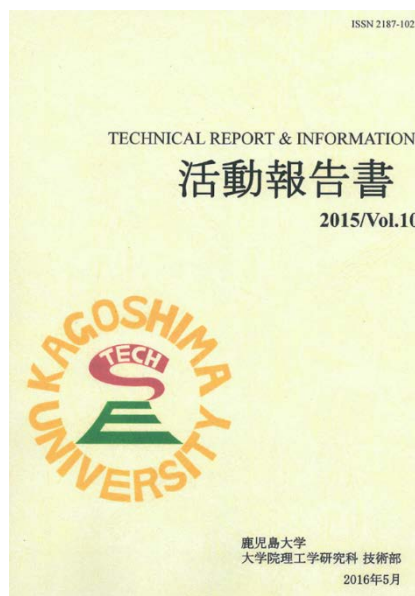 ISSN 2187-102
TECHNICAL REPORT & INFORMATION
活動報告書
2015/Vol.10
KAGOSHIMA
TECH
UNIVERSITY
鹿児島大学
大学院理工学研究科 技術部
2016年5月